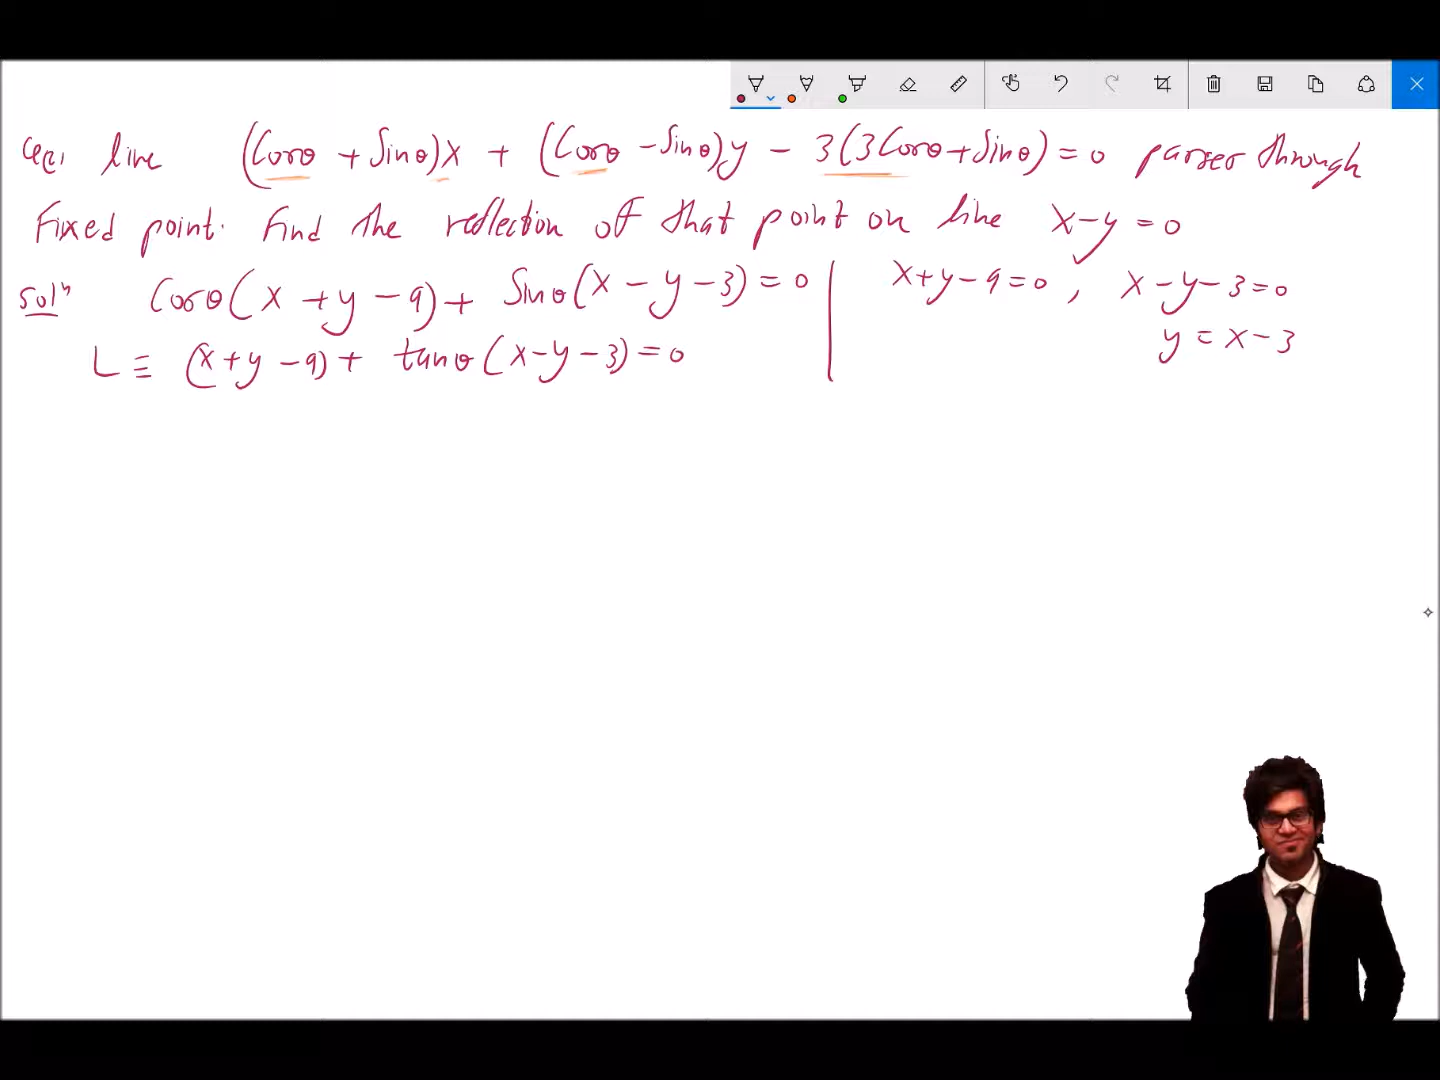 Q(2) line (Cosθ + Sinθ)x + (Cosθ - Sinθ)y - 3(3Cosθ + Sinθ) = 0 passes through
Fixed point. Find the reflection of that point on line x - y = 0
Solⁿ Cosθ(x + y - 9) + Sinθ(x - y - 3) = 0
L ≡ (x + y - 9) + tanθ(x - y - 3) = 0
x + y - 9 = 0 , x - y - 3 = 0
y = x - 3